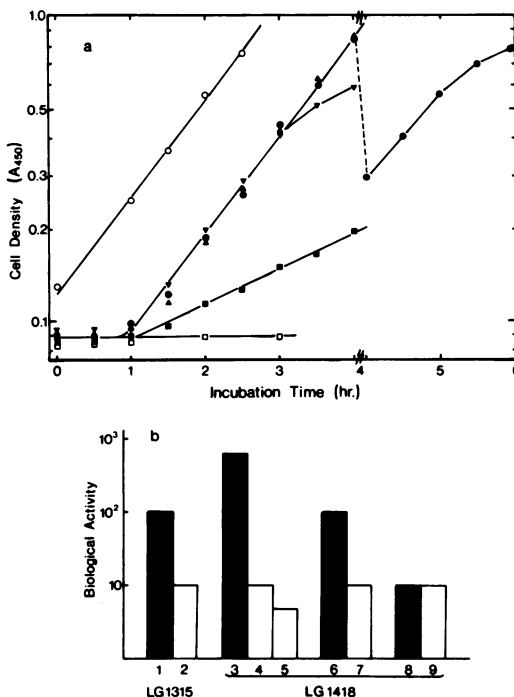 a
1.0
0.5
0.3
0.2
0.1
Cell Density (A450)
0 1 2 3 4 5 6
Incubation Time (hr.)
b
10³
10²
10
Biological Activity
1 2 3 4 5 6 7 8 9
LG1315 LG1418